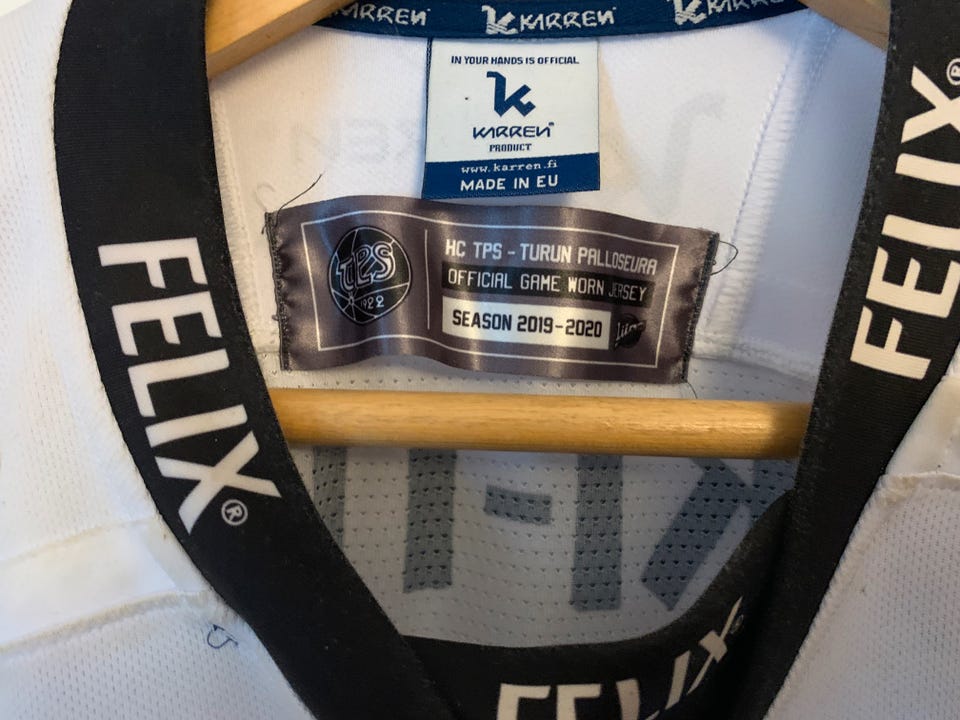 KARREN
KARREN
KARREN
IN YOUR HANDS IS OFFICIAL
k
KARREN®
PRODUCT
www.karren.fi
MADE IN EU
TPS
1922
HC TPS - TURUN PALLOSEURA
OFFICIAL GAME WORN JERSEY
SEASON 2019-2020
Liiga
FELIX®
FELIX®
FELIX